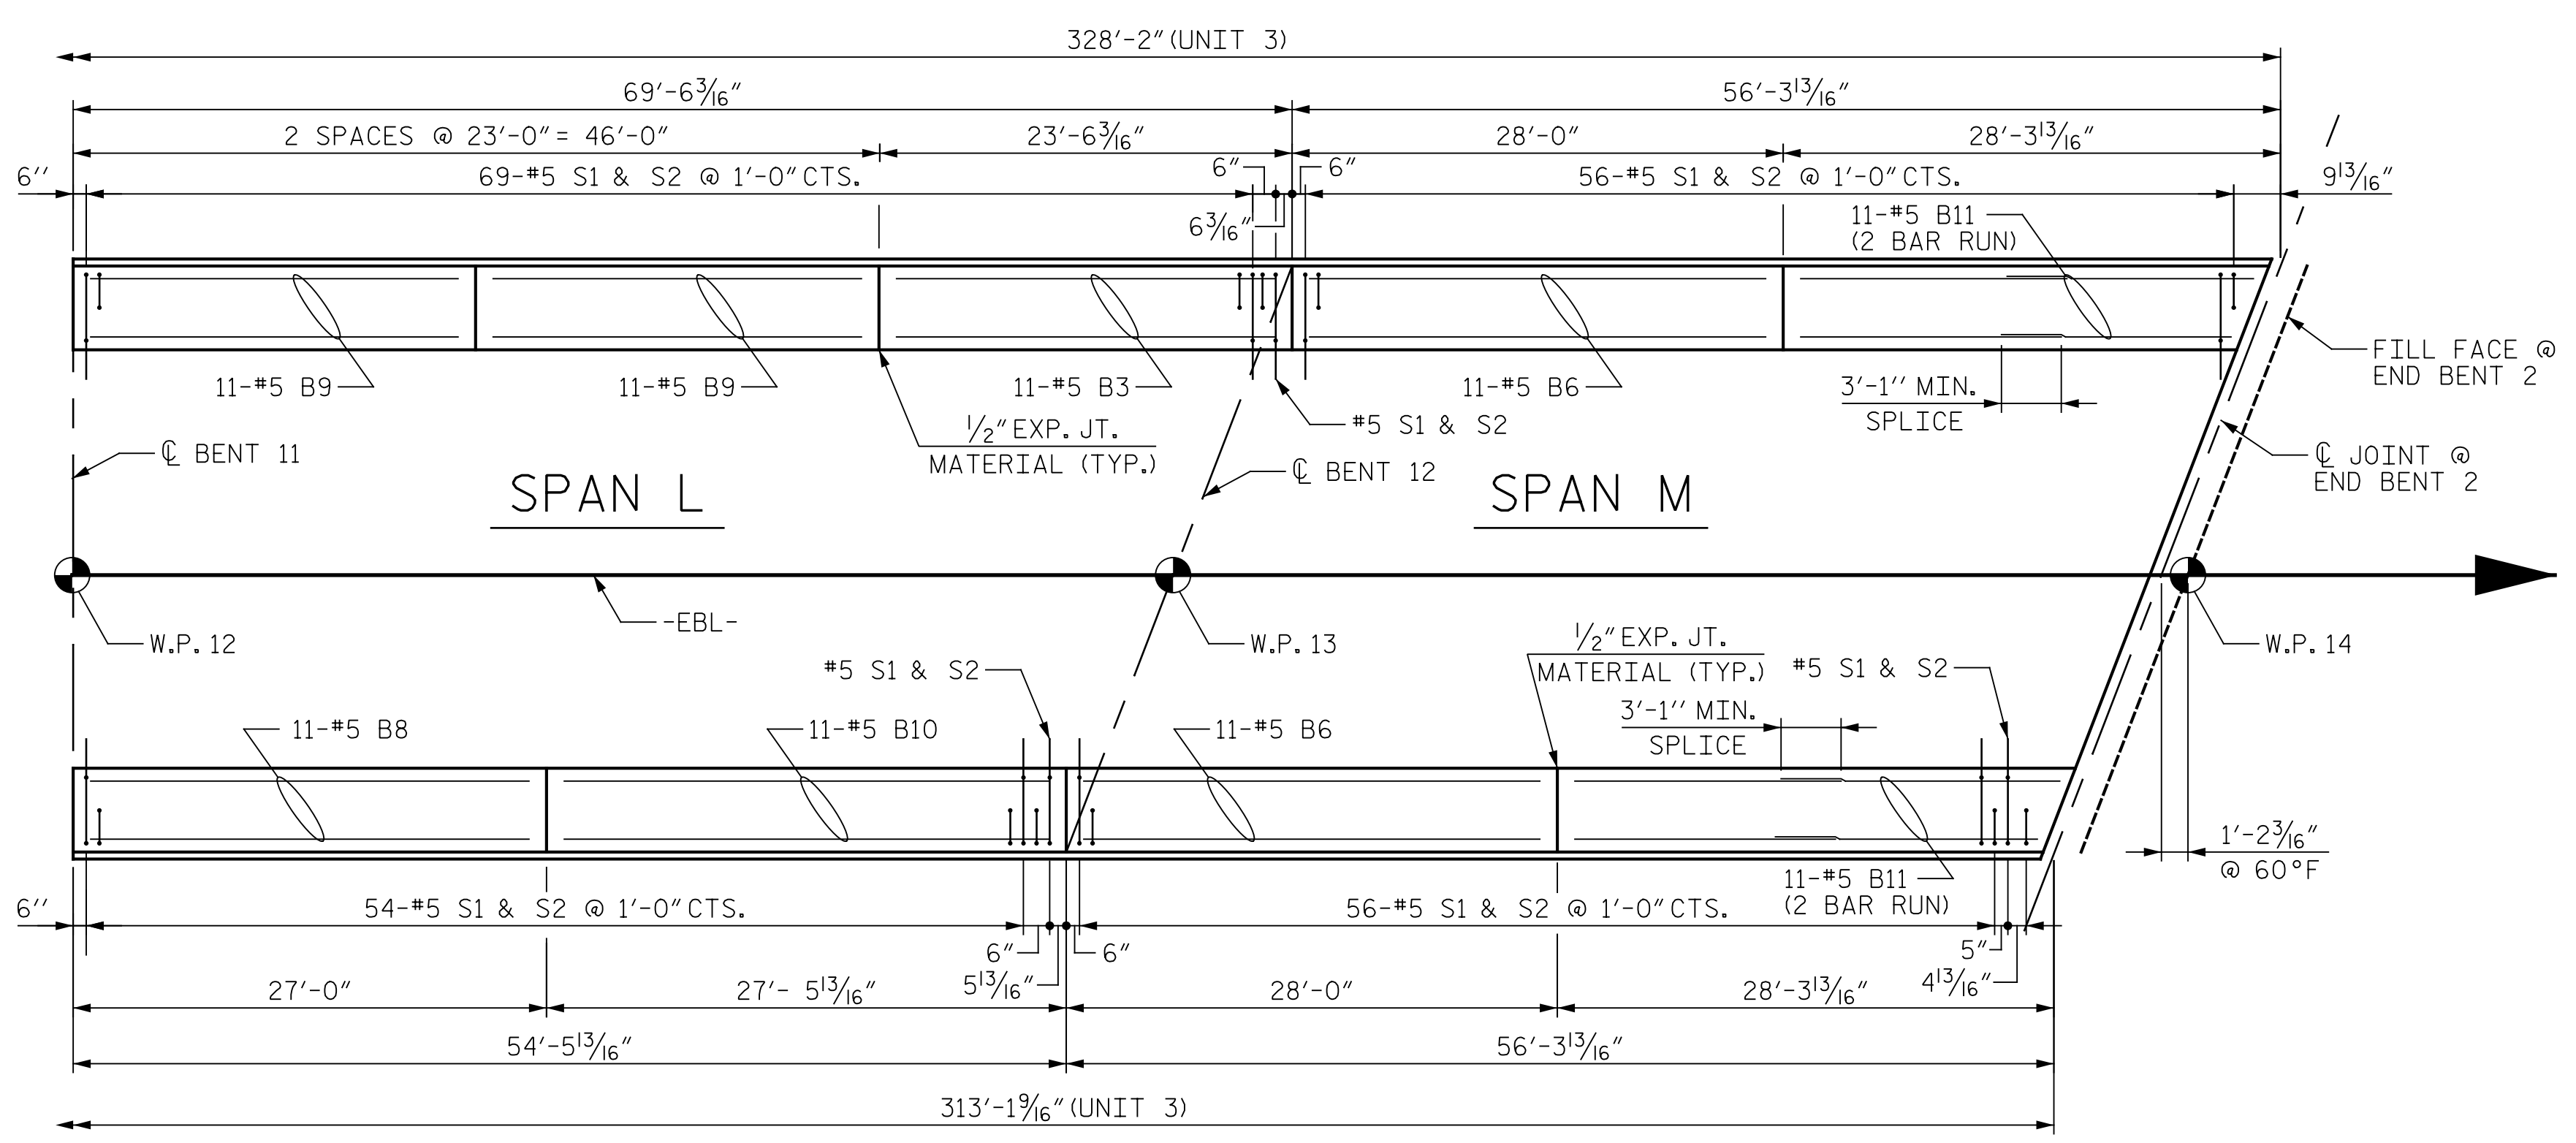 328'-2" (UNIT 3)
69'-6 3/16"
56'-3 13/16"
2 SPACES @ 23'-0" = 46'-0"
23'-6 3/16"
28'-0"
28'-3 13/16"
6"
69-#5 S1 & S2 @ 1'-0" CTS.
6"
6"
56-#5 S1 & S2 @ 1'-0" CTS.
9 13/16"
6 3/16"
11-#5 B11
(2 BAR RUN)
11-#5 B9
11-#5 B9
11-#5 B3
11-#5 B6
3'-1" MIN.
SPLICE
FILL FACE @
END BENT 2
1/2" EXP. JT.
MATERIAL (TYP.)
#5 S1 & S2
℄ BENT 11
℄ BENT 12
℄ JOINT @
END BENT 2
SPAN L
SPAN M
-EBL-
W.P. 12
W.P. 13
W.P. 14
1/2" EXP. JT.
MATERIAL (TYP.)
#5 S1 & S2
#5 S1 & S2
3'-1" MIN.
SPLICE
11-#5 B8
11-#5 B10
11-#5 B6
1'-2 3/16"
@ 60°F
11-#5 B11
(2 BAR RUN)
6"
54-#5 S1 & S2 @ 1'-0" CTS.
56-#5 S1 & S2 @ 1'-0" CTS.
6"
6"
5"
5 13/16"
4 13/16"
27'-0"
27'- 5 13/16"
28'-0"
28'-3 13/16"
54'-5 13/16"
56'-3 13/16"
313'-1 9/16" (UNIT 3)